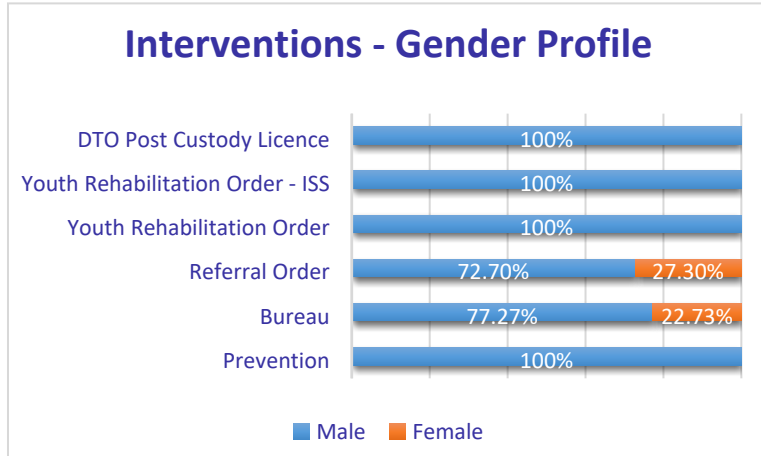 Interventions - Gender Profile
DTO Post Custody Licence 100%
Youth Rehabilitation Order - ISS 100%
Youth Rehabilitation Order 100%
Referral Order 72.70% 27.30%
Bureau 77.27% 22.73%
Prevention 100%
Male Female